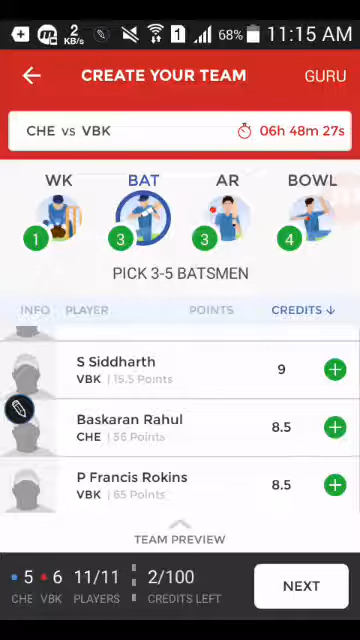 2
KB/s
1
68%
11:15 AM
CREATE YOUR TEAM
GURU
CHE vs VBK
06h 48m 27s
WK
BAT
AR
BOWL
1
3
3
4
PICK 3-5 BATSMEN
INFO PLAYER POINTS CREDITS ↓
S Siddharth
VBK | 15.5 Points
9
Baskaran Rahul
CHE | 56 Points
8.5
P Francis Rokins
VBK | 65 Points
8.5
TEAM PREVIEW
5 6 11/11 2/100
CHE VBK PLAYERS CREDITS LEFT
NEXT